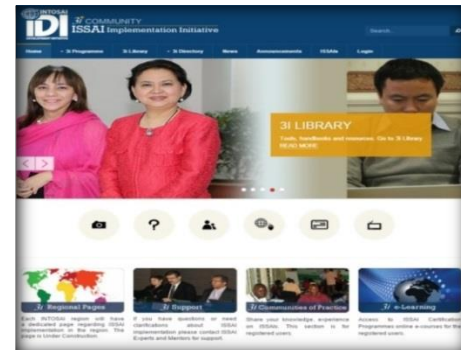 INTOSAI
IDI
3i COMMUNITY
ISSAI Implementation Initiative
Search...
Home
3i Programme
3i Library
3i Directory
News
Announcements
ISSAIs
Login
3I LIBRARY
Tools, handbooks and resources. Go to 3i Library
READ MORE
3i Regional Pages
Each INTOSAI region will have
a dedicated page regarding ISSAI
implementation in the region. The
page is Under Construction.
3i Support
If you have questions or need
clarifications about ISSAI
implementation please contact ISSAI
Experts and Mentors for support.
3i Communities of Practice
Share your knowledge experience
on ISSAIs. This section is for
registered users.
3i e-Learning
Access to ISSAI Certification
Programmes online e-courses for the
registered users.